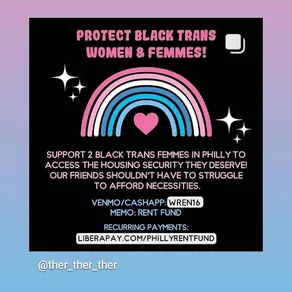 PROTECT BLACK TRANS
WOMEN & FEMMES!
SUPPORT 2 BLACK TRANS FEMMES IN PHILLY TO
ACCESS THE HOUSING SECURITY THEY DESERVE!
OUR FRIENDS SHOULDN'T HAVE TO STRUGGLE
TO AFFORD NECESSITIES.
VENMO/CASHAPP: WREN16
MEMO: RENT FUND
RECURRING PAYMENTS:
LIBERAPAY.COM/PHILLYRENTFUND
@ther_ther_ther